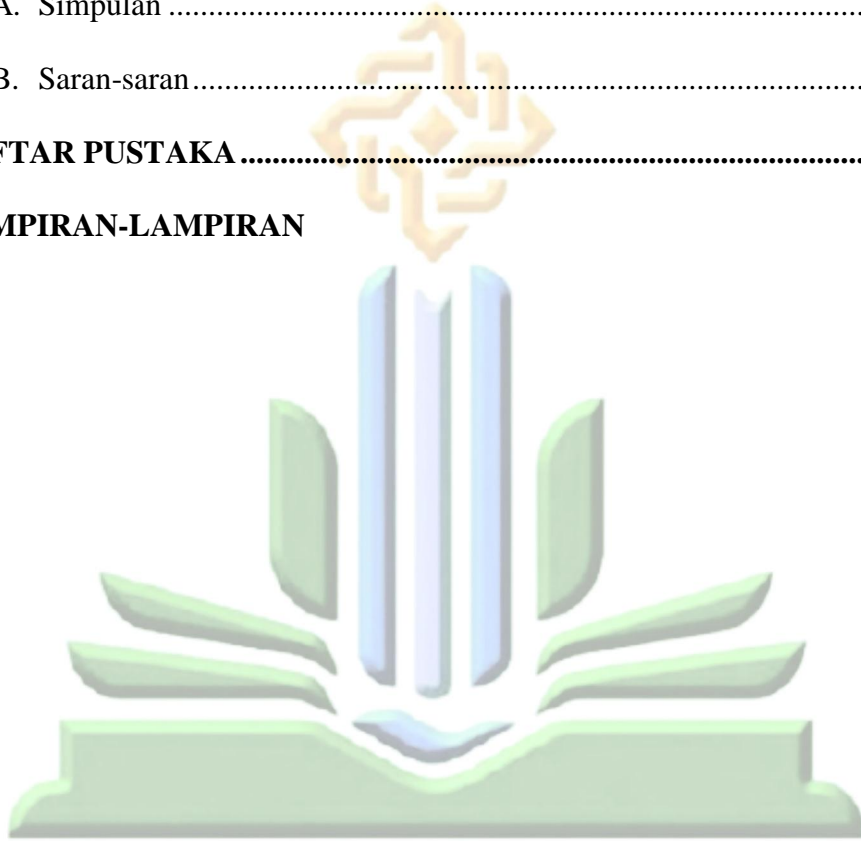 A. Simpulan ........................................................................................
B. Saran-saran.....................................................................................
FTAR PUSTAKA ...............................................................................
MPIRAN-LAMPIRAN